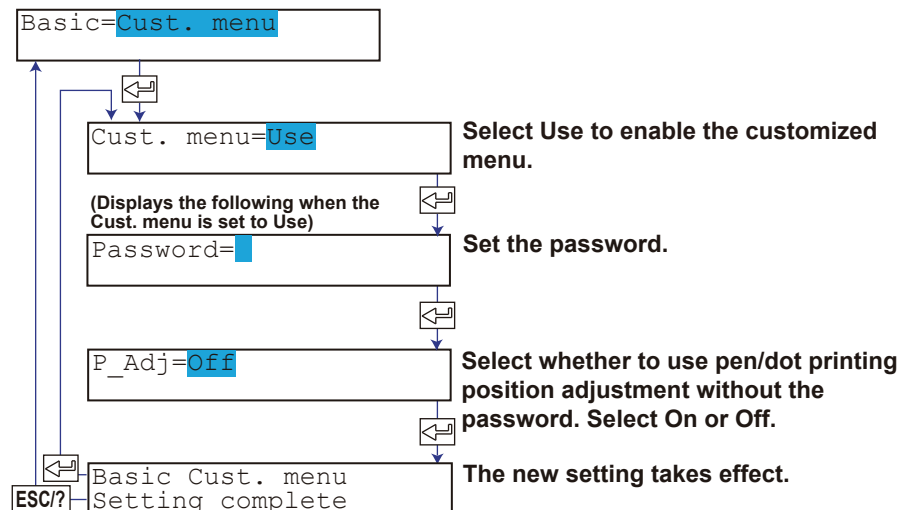 Basic=Cust. menu
Cust. menu=Use
Select Use to enable the customized
menu.
(Displays the following when the
Cust. menu is set to Use)
Password=
Set the password.
P_Adj=Off
Select whether to use pen/dot printing
position adjustment without the
password. Select On or Off.
Basic Cust. menu
Setting complete
The new setting takes effect.
ESC/?